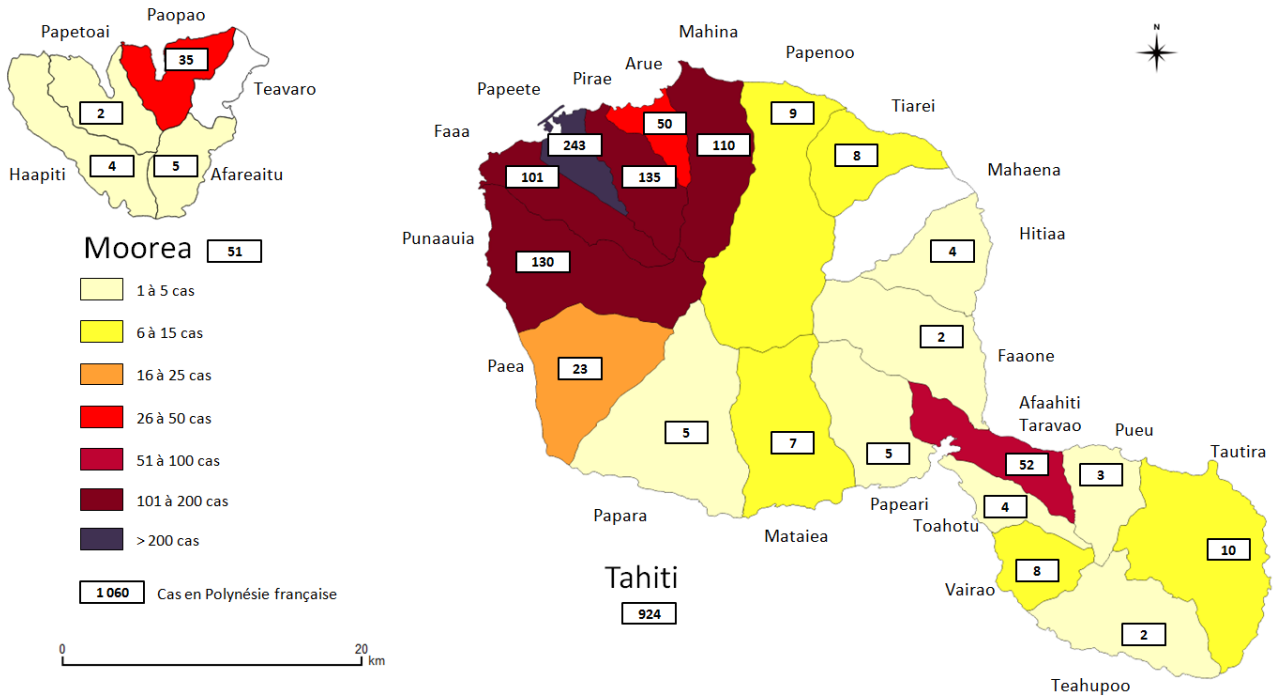 Paopao
Papetoai
35
Teavaro
2
Haapiti
4
5
Afareaitu
Moorea 51
1 à 5 cas
6 à 15 cas
16 à 25 cas
26 à 50 cas
51 à 100 cas
101 à 200 cas
> 200 cas
1 060 Cas en Polynésie française
0 20
km
N
Mahina
Papenoo
Arue
Pirae
Papeete
Tiarei
Faaa
9
50
243
110
8
101
135
Mahaena
Hitiaa
Punaauia
4
130
2
Faaone
Paea
23
Afaahiti
Taravao
Pueu
5
7
5
52
3
Tautira
Papara
Papeari
4
Toahotu
Mataiea
10
Tahiti
924
8
Vairao
2
Teahupoo